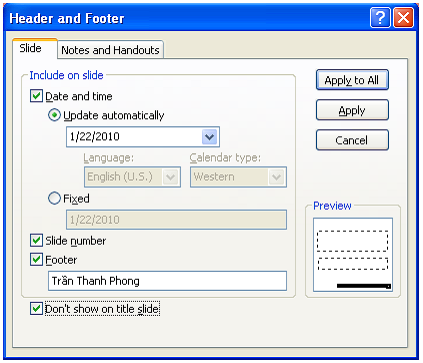 Header and Footer
Slide
Notes and Handouts
Include on slide
Date and time
Update automatically
1/22/2010
Language:
Calendar type:
English (U.S.)
Western
Fixed
1/22/2010
Slide number
Footer
Trần Thanh Phong
Don't show on title slide
Apply to All
Apply
Cancel
Preview